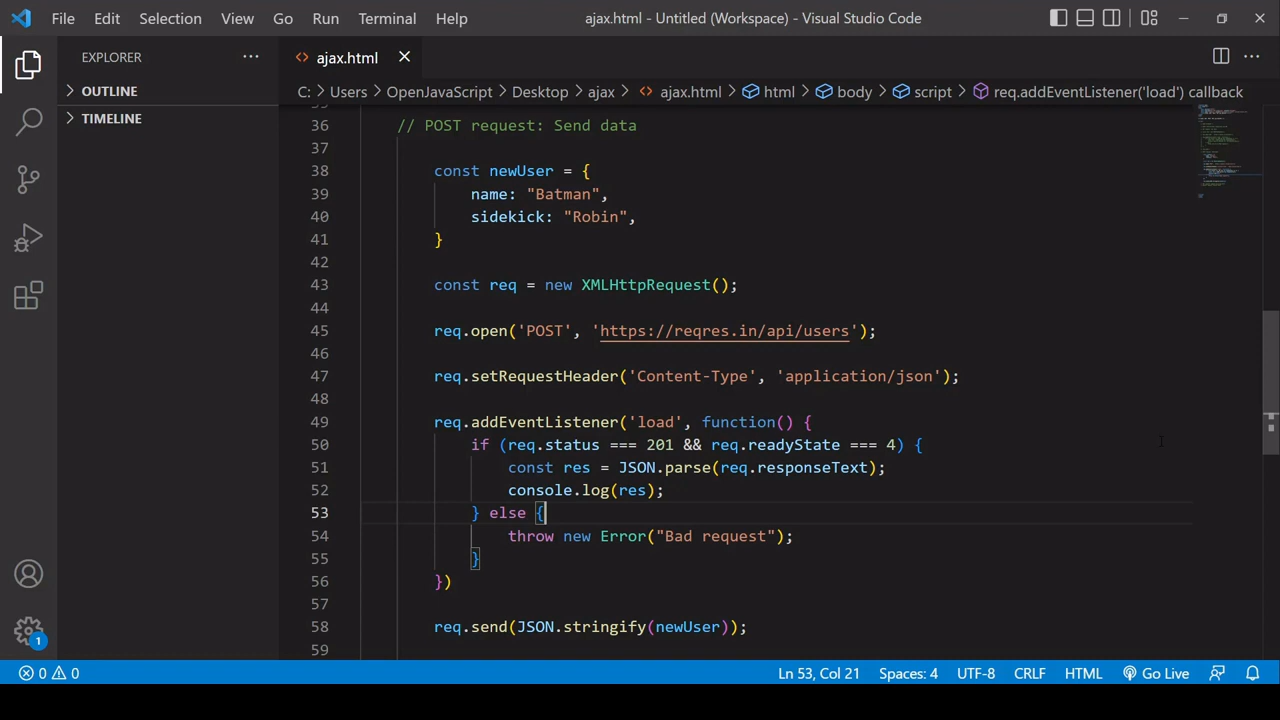 File Edit Selection View Go Run Terminal Help ajax.html - Untitled (Workspace) - Visual Studio Code
EXPLORER
OUTLINE
TIMELINE
ajax.html
C: > Users > OpenJavaScript > Desktop > ajax > ajax.html > html > body > script > req.addEventListener('load') callback
36 // POST request: Send data
37
38 const newUser = {
39 name: "Batman",
40 sidekick: "Robin",
41 }
42
43 const req = new XMLHttpRequest();
44
45 req.open('POST', 'https://reqres.in/api/users');
46
47 req.setRequestHeader('Content-Type', 'application/json');
48
49 req.addEventListener('load', function() {
50 if (req.status === 201 && req.readyState === 4) {
51 const res = JSON.parse(req.responseText);
52 console.log(res);
53 } else {
54 throw new Error("Bad request");
55 }
56 })
57
58 req.send(JSON.stringify(newUser));
59
1
0 0 Ln 53, Col 21 Spaces: 4 UTF-8 CRLF HTML Go Live